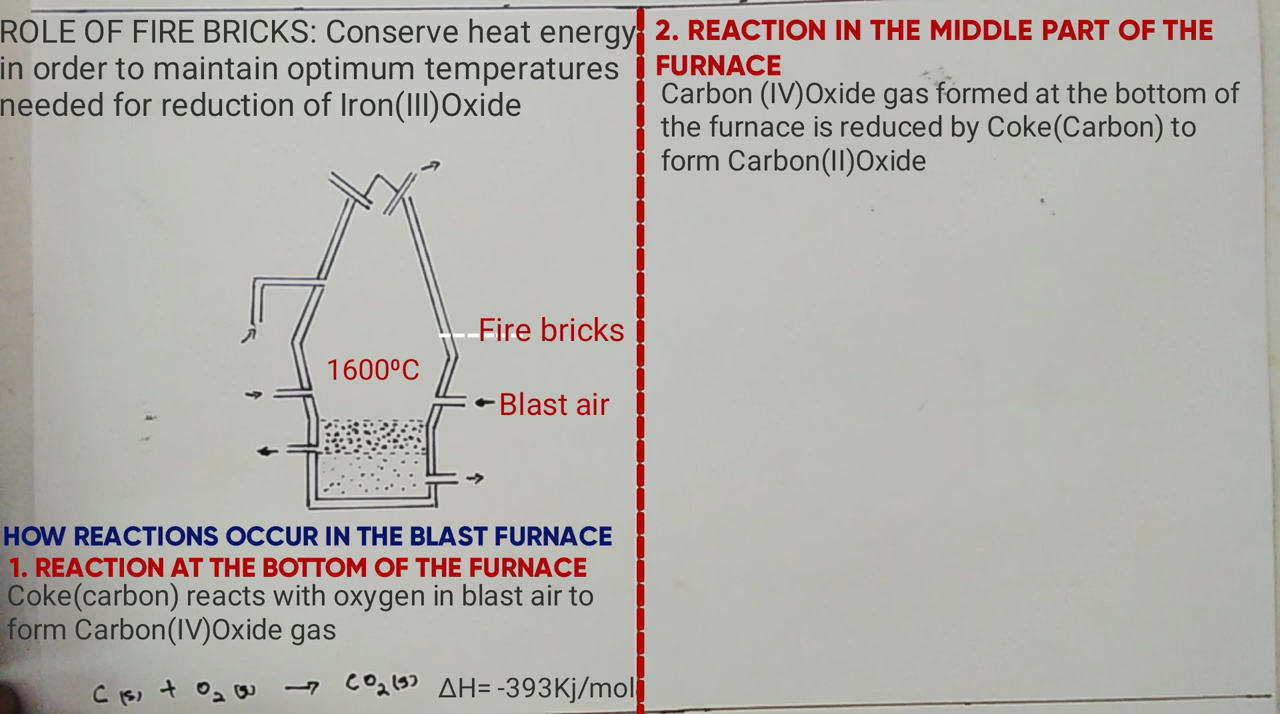 ROLE OF FIRE BRICKS: Conserve heat energy
in order to maintain optimum temperatures
needed for reduction of Iron(III)Oxide
Fire bricks
1600⁰C
Blast air
HOW REACTIONS OCCUR IN THE BLAST FURNACE
1. REACTION AT THE BOTTOM OF THE FURNACE
Coke(carbon) reacts with oxygen in blast air to
form Carbon(IV)Oxide gas
C(s) + O₂(g) → CO₂(g) ΔH= -393Kj/mol
2. REACTION IN THE MIDDLE PART OF THE
FURNACE
Carbon (IV)Oxide gas formed at the bottom of
the furnace is reduced by Coke(Carbon) to
form Carbon(II)Oxide